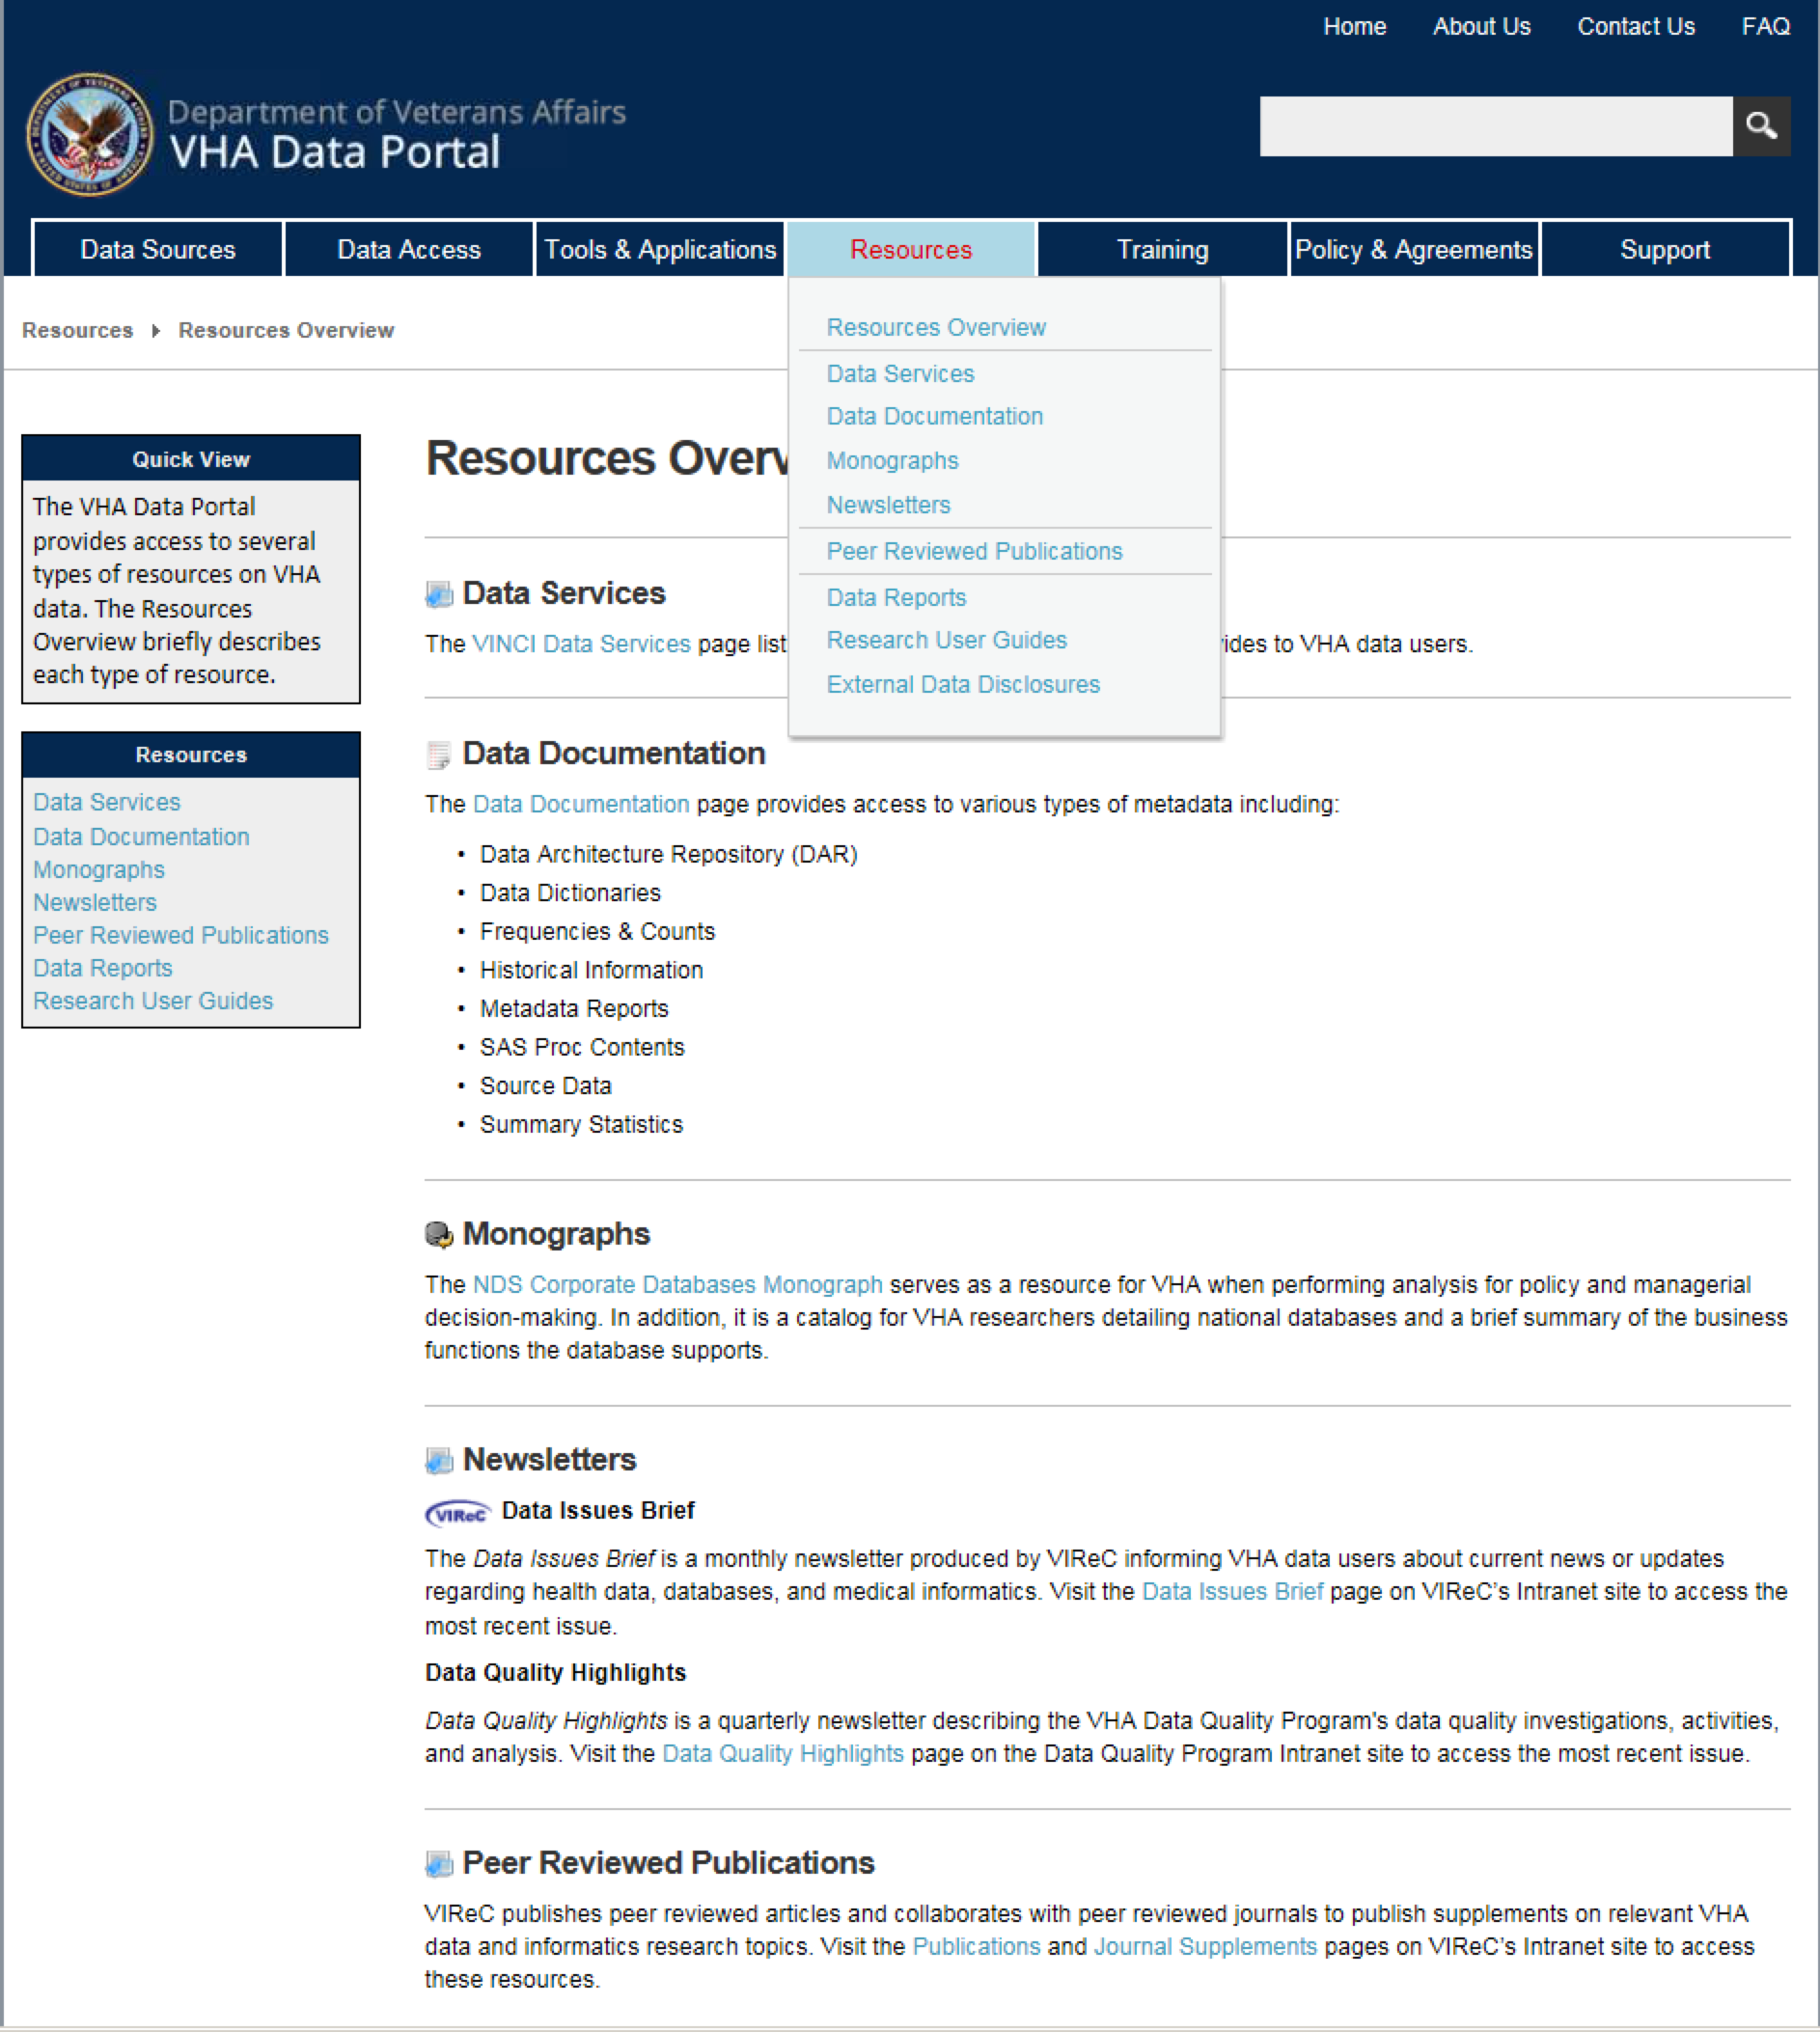 Home About Us Contact Us FAQ
Department of Veterans Affairs
VHA Data Portal
Data Sources Data Access Tools & Applications Resources Training Policy & Agreements Support
Resources Resources Overview
Resources Overview
Data Services
Data Documentation
Monographs
Newsletters
Peer Reviewed Publications
Data Reports
Research User Guides
External Data Disclosures
Quick View
The VHA Data Portal
provides access to several
types of resources on VHA
data. The Resources
Overview briefly describes
each type of resource.
Resources
Data Services
Data Documentation
Monographs
Newsletters
Peer Reviewed Publications
Data Reports
Research User Guides
Resources Overv
Data Services
The VINCI Data Services page list ides to VHA data users.
Data Documentation
The Data Documentation page provides access to various types of metadata including:
• Data Architecture Repository (DAR)
• Data Dictionaries
• Frequencies & Counts
• Historical Information
• Metadata Reports
• SAS Proc Contents
• Source Data
• Summary Statistics
Monographs
The NDS Corporate Databases Monograph serves as a resource for VHA when performing analysis for policy and managerial
decision-making. In addition, it is a catalog for VHA researchers detailing national databases and a brief summary of the business
functions the database supports.
Newsletters
VIReC Data Issues Brief
The Data Issues Brief is a monthly newsletter produced by VIReC informing VHA data users about current news or updates
regarding health data, databases, and medical informatics. Visit the Data Issues Brief page on VIReC's Intranet site to access the
most recent issue.
Data Quality Highlights
Data Quality Highlights is a quarterly newsletter describing the VHA Data Quality Program's data quality investigations, activities,
and analysis. Visit the Data Quality Highlights page on the Data Quality Program Intranet site to access the most recent issue.
Peer Reviewed Publications
VIReC publishes peer reviewed articles and collaborates with peer reviewed journals to publish supplements on relevant VHA
data and informatics research topics. Visit the Publications and Journal Supplements pages on VIReC's Intranet site to access
these resources.